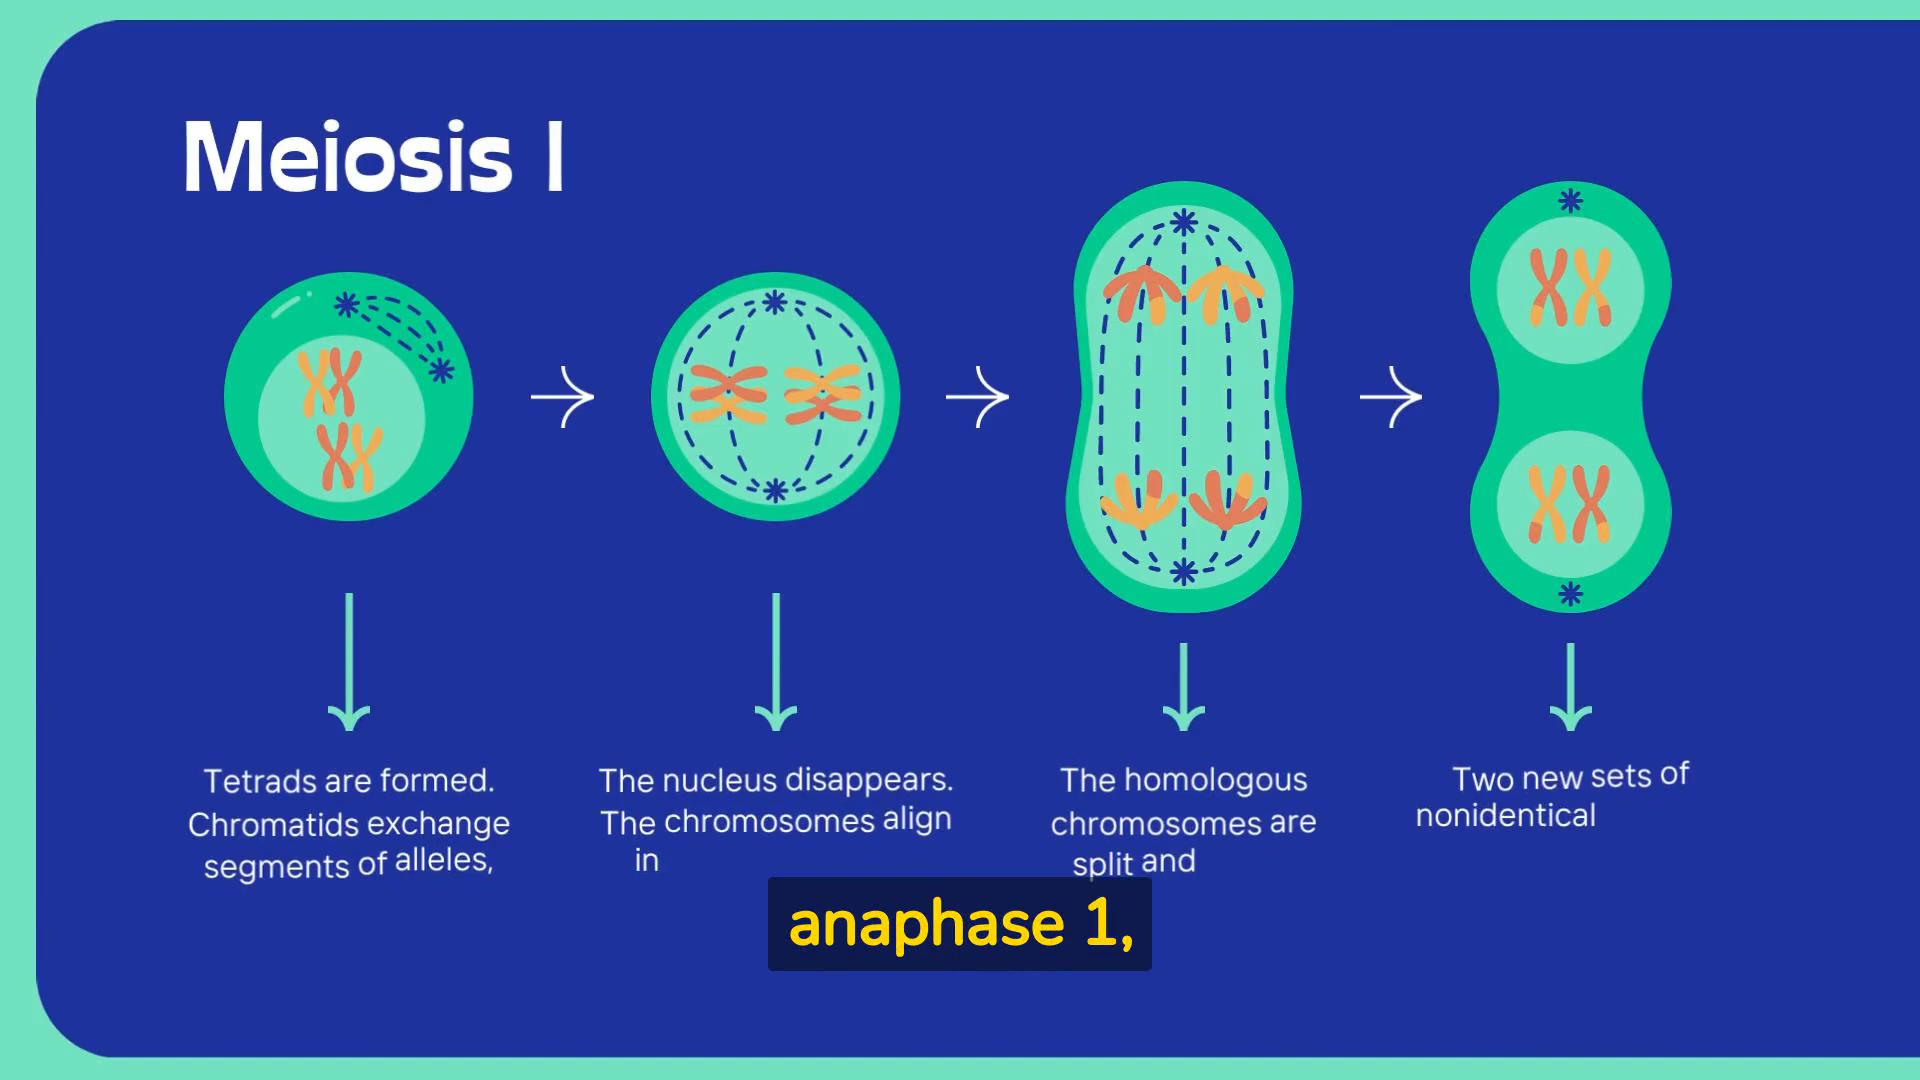 Meiosis I
Tetrads are formed.
Chromatids exchange
segments of alleles,
The nucleus disappears.
The chromosomes align
in
The homologous
chromosomes are
split and
Two new sets of
nonidentical
anaphase 1,